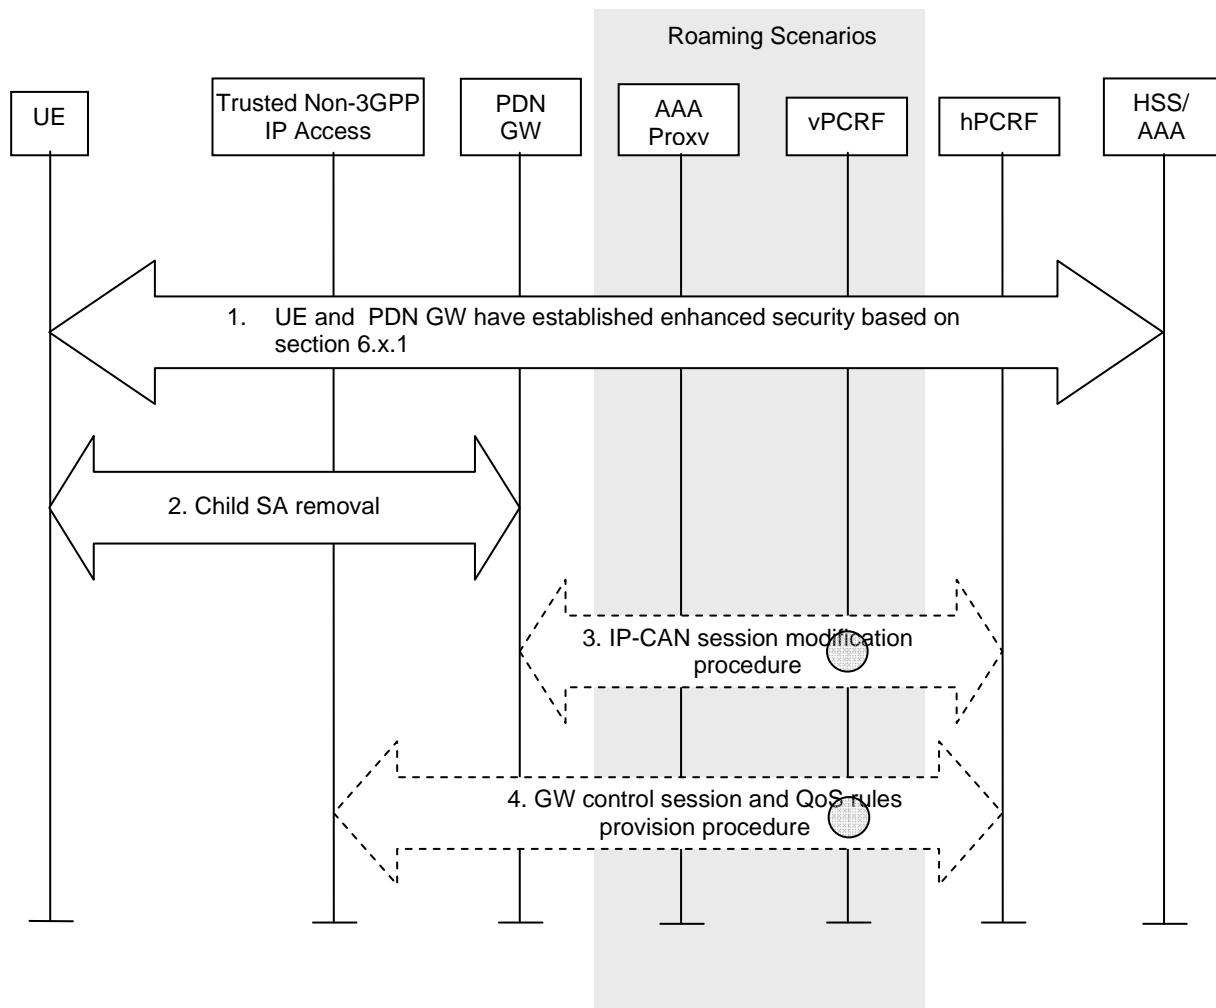 Roaming Scenarios
UE
Trusted Non-3GPP
IP Access
PDN
GW
AAA
Proxy
vPCRF
hPCRF
HSS/
AAA
1. UE and PDN GW have established enhanced security based on
section 6.x.1
2. Child SA removal
3. IP-CAN session modification
procedure
4. GW control session and QoS rules
provision procedure